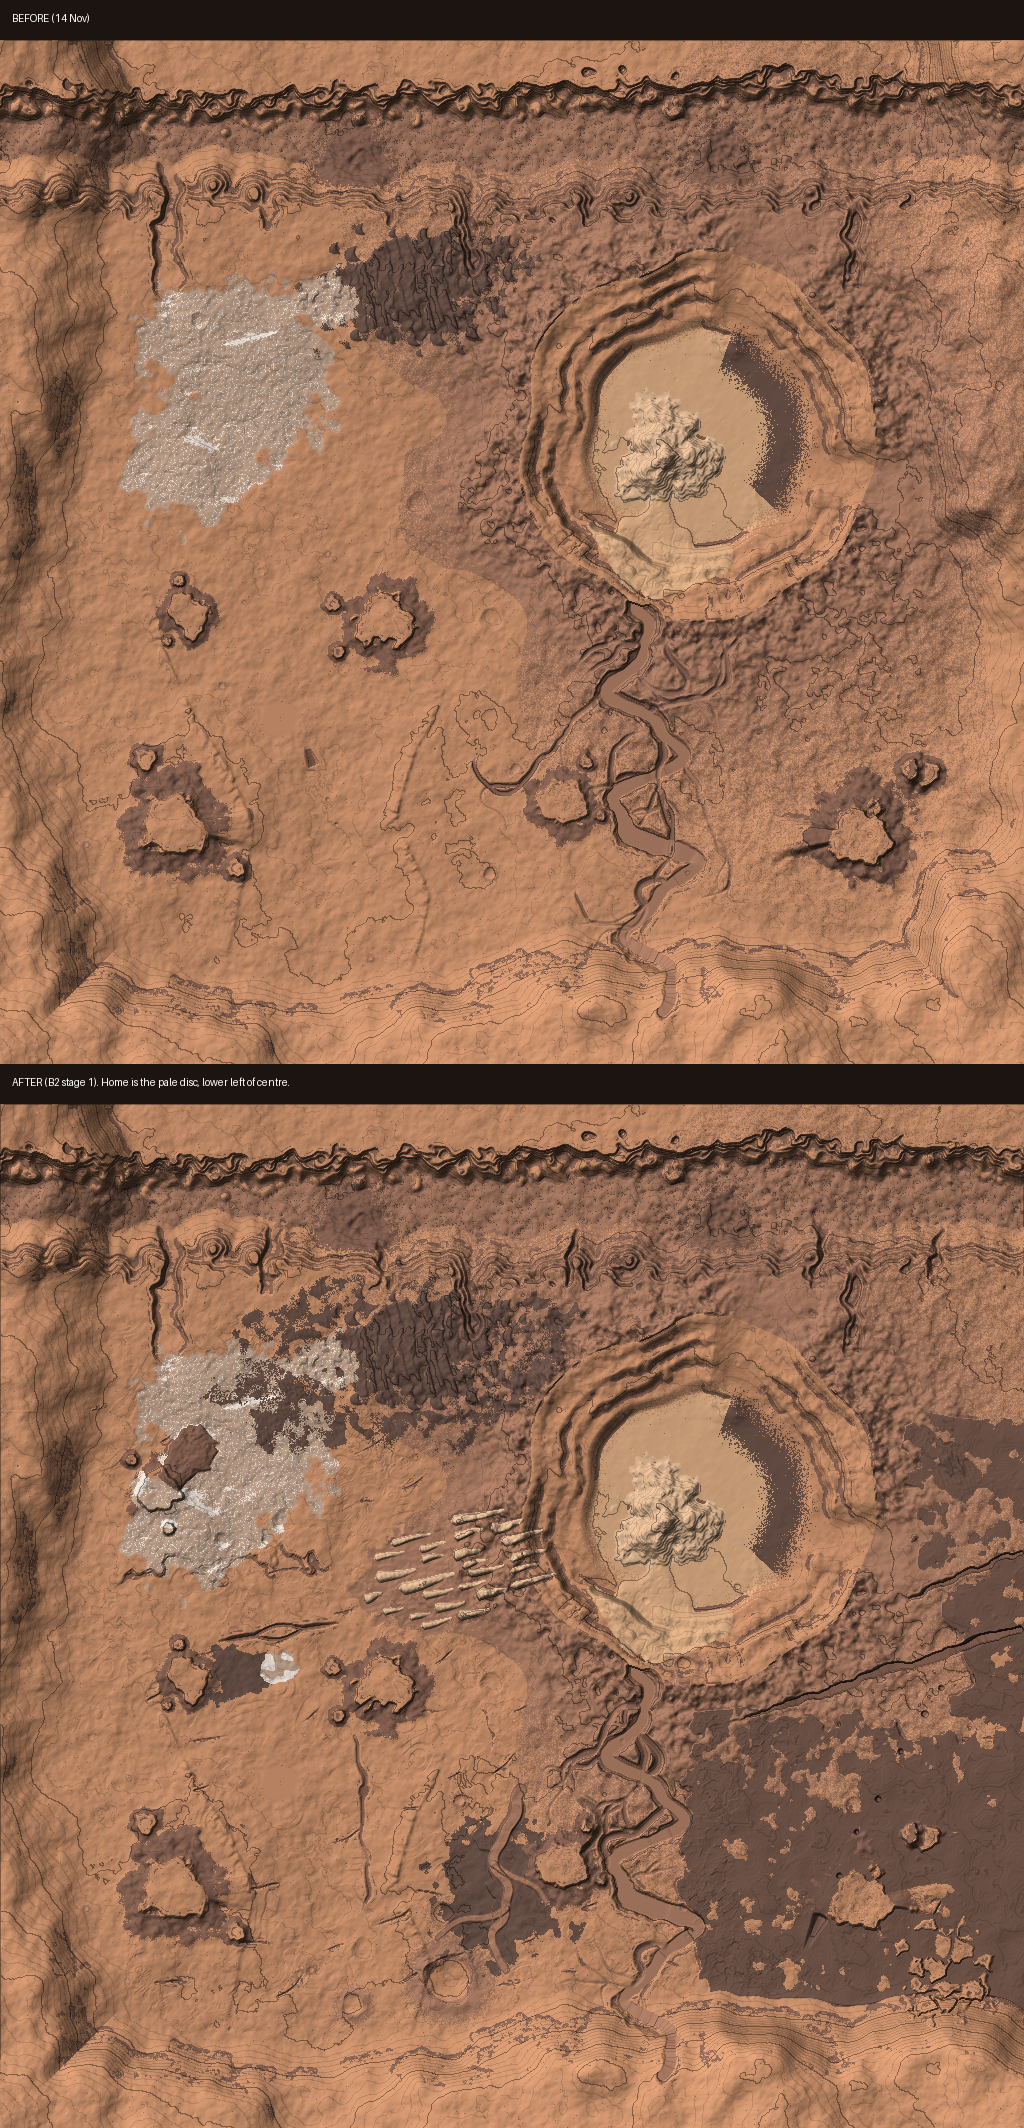 BEFORE (14 Nov)
AFTER (B2 stage 1). Home is the pale disc, lower left of centre.